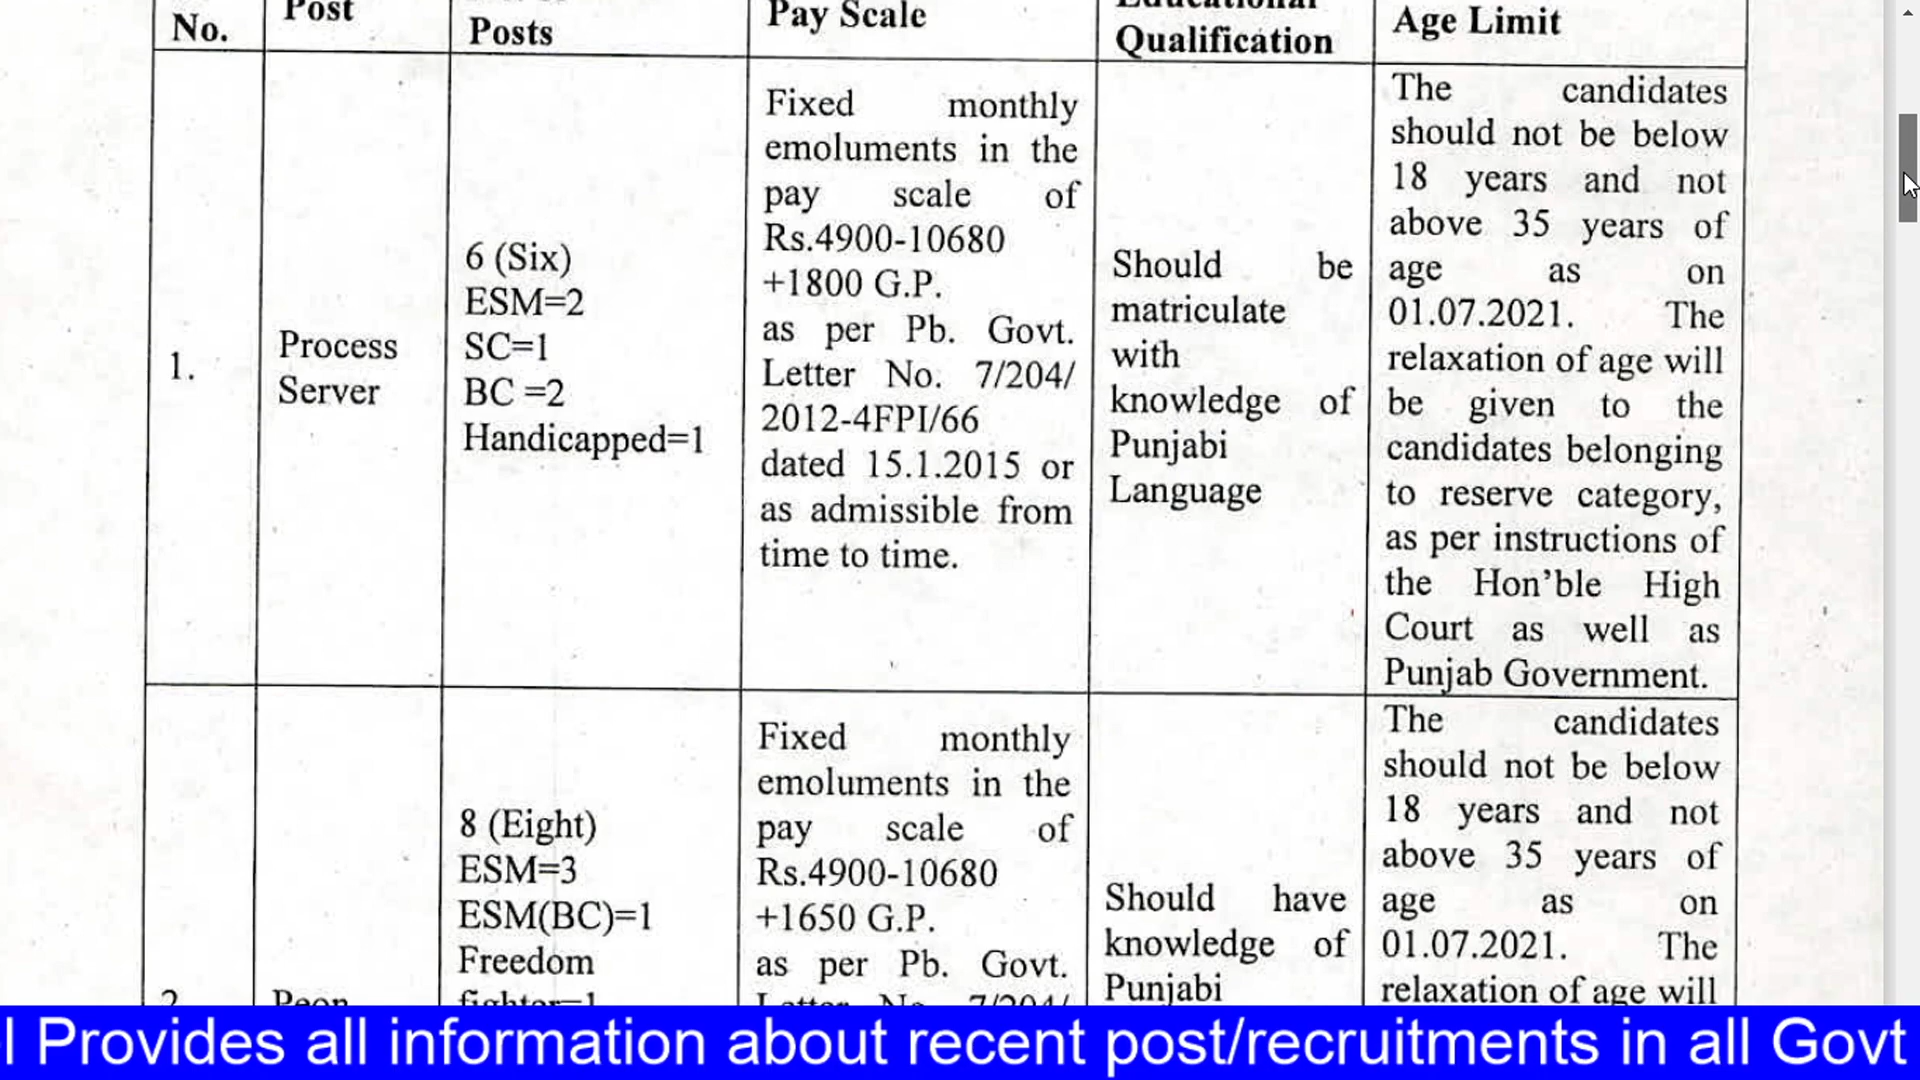 No.
Post
Posts
Pay Scale
Educational
Qualification
Age Limit
1.
Process
Server
6 (Six)
ESM=2
SC=1
BC =2
Handicapped=1
Fixed monthly
emoluments in the
pay scale of
Rs.4900-10680
+1800 G.P.
as per Pb. Govt.
Letter No. 7/204/
2012-4FPI/66
dated 15.1.2015 or
as admissible from
time to time.
Should be
matriculate
with
knowledge of
Punjabi
Language
The candidates
should not be below
18 years and not
above 35 years of
age as on
01.07.2021. The
relaxation of age will
be given to the
candidates belonging
to reserve category,
as per instructions of
the Hon’ble High
Court as well as
Punjab Government.
2
Peon
8 (Eight)
ESM=3
ESM(BC)=1
Freedom
fighter=1
Fixed monthly
emoluments in the
pay scale of
Rs.4900-10680
+1650 G.P.
as per Pb. Govt.
Letter No. 7/204/
Should have
knowledge of
Punjabi
The candidates
should not be below
18 years and not
above 35 years of
age as on
01.07.2021. The
relaxation of age will
l Provides all information about recent post/recruitments in all Govt